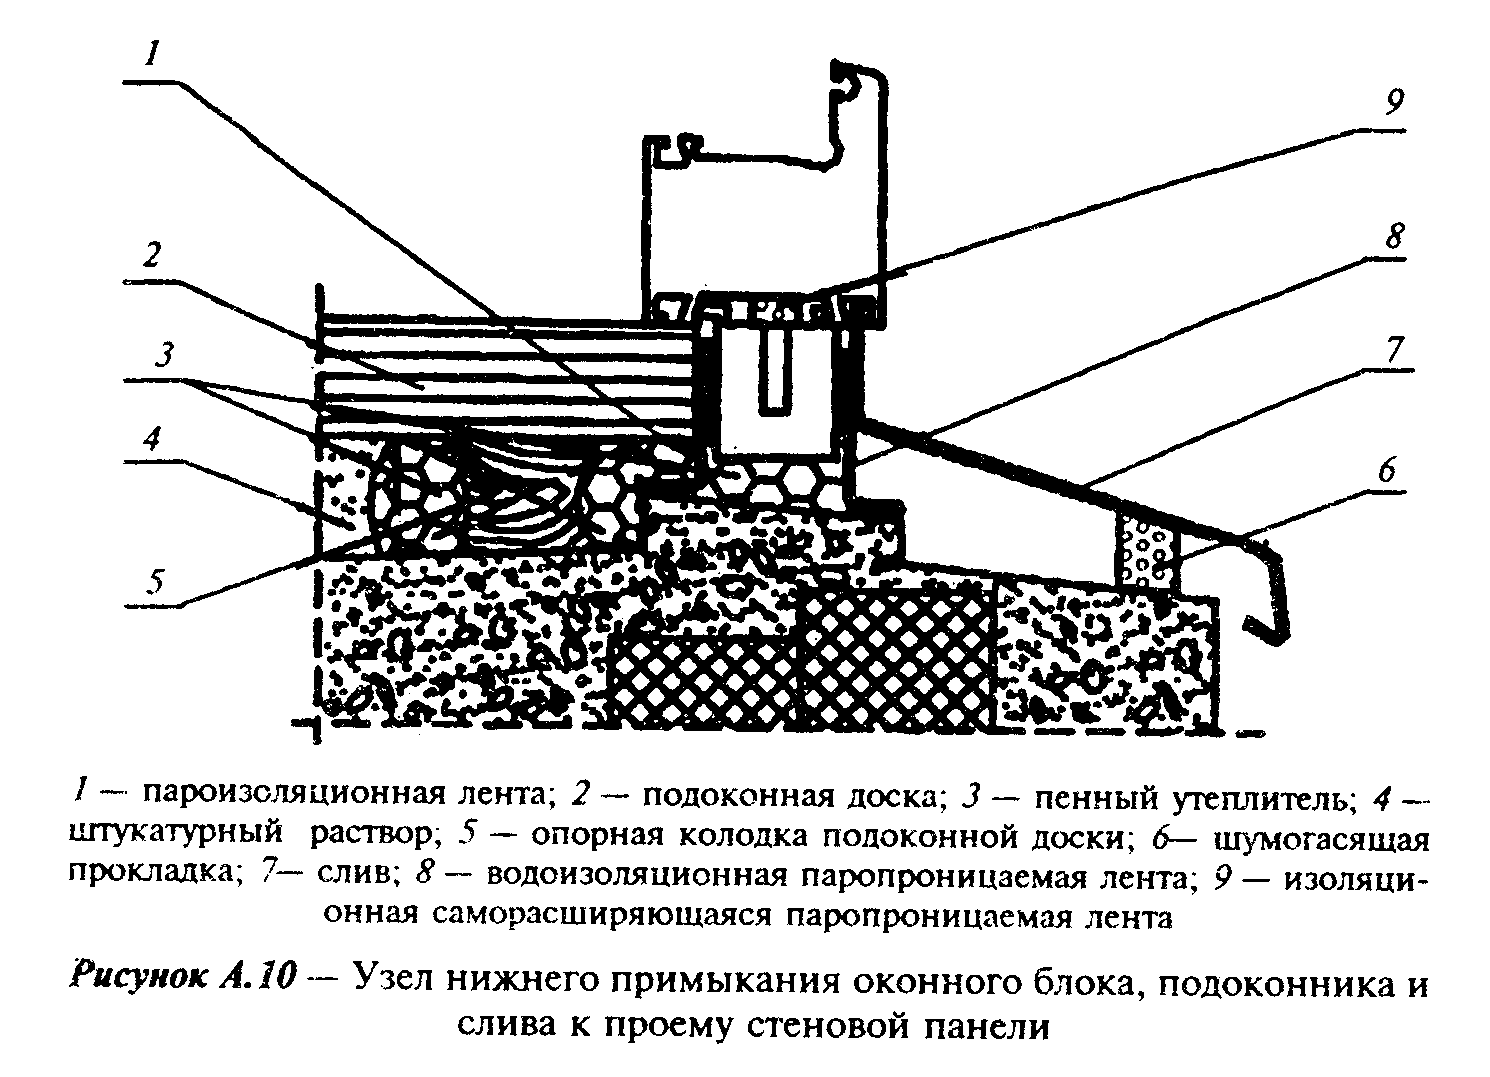 1
9
8
2
7
3
4
6
5
1 — пароизоляционная лента; 2 — подоконная доска; 3 — пенный утеплитель; 4 —
штукатурный раствор; 5 — опорная колодка подоконной доски; 6— шумогасящая
прокладка; 7— слив; 8 — водоизоляционная паропроницаемая лента; 9 — изоляци-
онная саморасширяющаяся паропроницаемая лента
Рисунок А.10 — Узел нижнего примыкания оконного блока, подоконника и
слива к проему стеновой панели